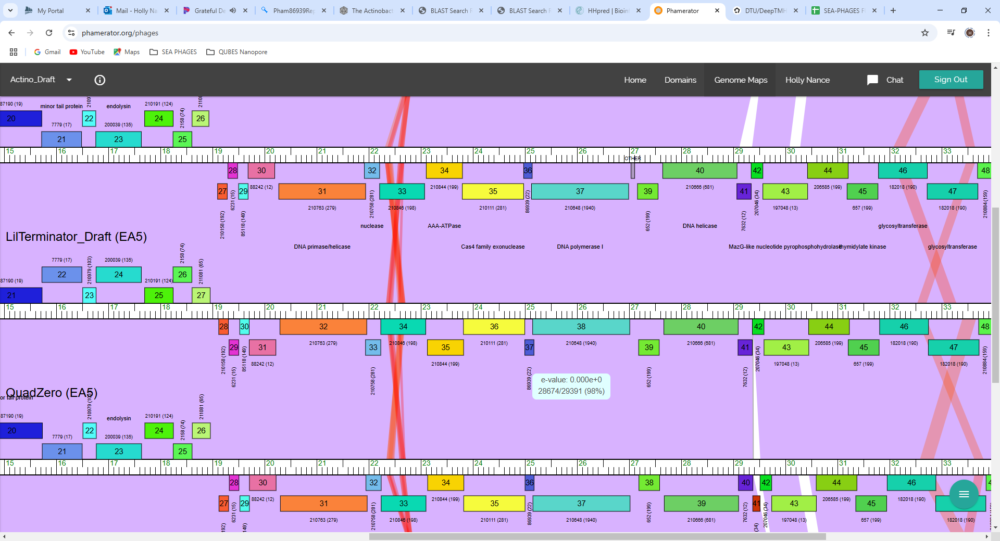 My Portal
Mail - Holly Na
Grateful De
Pham86939Rep
The Actinobact
BLAST Search R
BLAST Search R
HHpred | Bioin
Phamerator
DTU/DeepTMH
SEA-PHAGES F
phamerator.org/phages
H
Gmail
YouTube
Maps
SEA PHAGES
QUBES Nanopore
Actino_Draft
Home
Domains
Genome Maps
Holly Nance
Chat
Sign Out
87190 (19)
minor tail protein
2109
endolysin
210191 (124)
2158 (74)
2110
20
7779 (17)
22
200039 (135)
24
26
21
23
25
15 16 17 18 19 20 21 22 23 24 25 26 27 28 29 30 31 32 33
OTHER
28 30 32 34 36 40 42 44 46 48
27
6231 (15)
29
88242 (12)
31
210758 (281)
33
210844 (199)
35
86939 (22)
37
39
210666 (681)
41
207046 (34)
43
206585 (199)
45
182018 (190)
47
210884 (159)
210158 (192)
85118 (149)
210763 (279)
210846 (198)
210111 (281)
210648 (1940)
652 (199)
7632 (12)
197048 (13)
657 (199)
182018 (190)
nuclease
AAA-ATPase
DNA helicase
glycosyltransferase
DNA primase/helicase
Cas4 family exonuclease
DNA polymerase I
MazG-like nucleotide pyrophosphohydrolase
thymidylate kinase
glycosyltransferase
LilTerminator_Draft (EA5)
7779 (17)
210979 (103)
200039 (135)
2158 (74)
211081 (65)
22
24
26
87190 (19)
210191 (124)
21
23
25
27
15 16 17 18 19 20 21 22 23 24 25 26 27 28 29 30 31 32 33
28 30 32 34 36 38 40 42 44 46 48
210158 (192)
29
85118 (149)
31
210763 (279)
33
210846 (198)
35
210111 (281)
37
210648 (1940)
39
210666 (681)
41
207046 (34)
43
206585 (199)
45
182018 (190)
47
210884 (159)
6231 (15)
88242 (12)
210758 (281)
210844 (199)
86939 (22)
652 (199)
7632 (12)
197048 (13)
657 (199)
182018 (190)
e-value: 0.000e+0
28674/29391 (98%)
QuadZero (EA5)
or tail protein
210979 (10
endolysin
210191 (124)
2158 (74)
211081 (65)
87190 (19)
20
7779 (17)
22
200039 (135)
24
26
21
23
25
15 16 17 18 19 20 21 22 23 24 25 26 27 28 29 30 31 32 33
28 30 32 34 36 38 40 42 44 46 4
27
6231 (15)
29
88242 (12)
31
210758 (281)
33
210844 (199)
35
86939 (22)
37
652 (199)
39
7632 (12)
41
207046 (34)
43
206585 (199)
45
182018 (190)
192)
149)
210763 (279)
210846 (198)
210111 (281)
210648 (1940)
210666 (681)
(34)
197048 (13)
657 (199)
182018 (190)